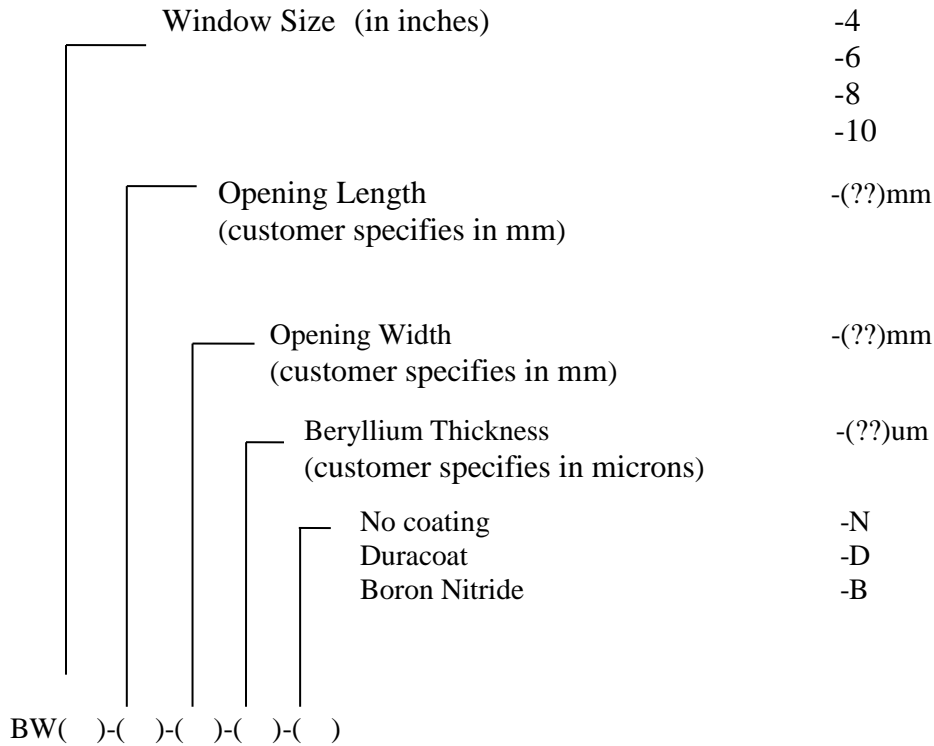 Window Size (in inches) -4
-6
-8
-10
Opening Length -(??)mm
(customer specifies in mm)
Opening Width -(??)mm
(customer specifies in mm)
Beryllium Thickness -(??)um
(customer specifies in microns)
No coating -N
Duracoat -D
Boron Nitride -B
BW( )-( )-( )-( )-( )